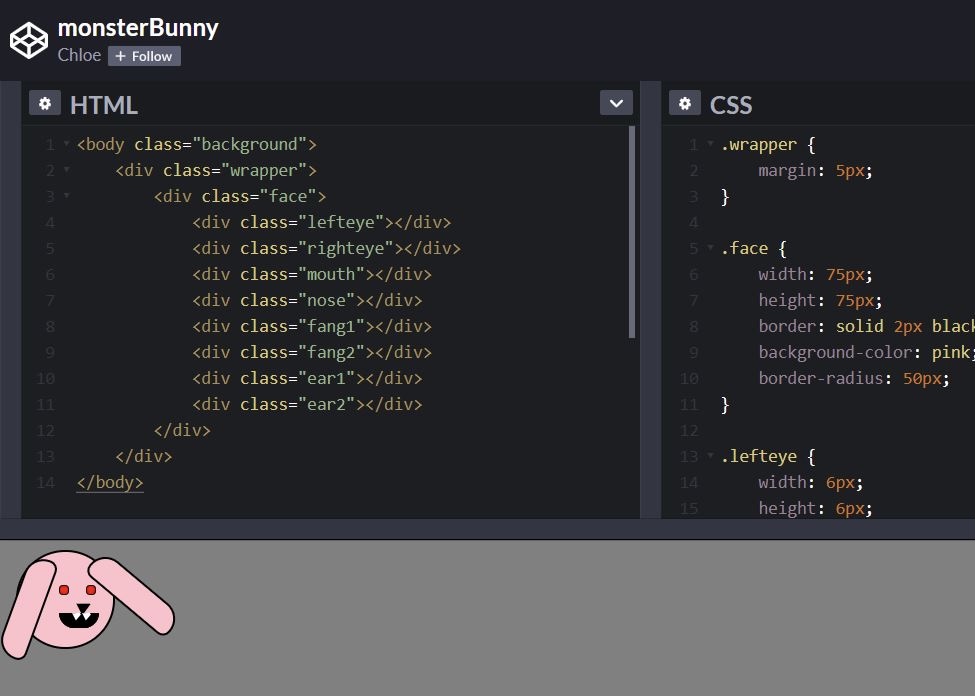 monsterBunny
Chloe + Follow
HTML
1 <body class="background">
2 <div class="wrapper">
3 <div class="face">
4 <div class="lefteye"></div>
5 <div class="righteye"></div>
6 <div class="mouth"></div>
7 <div class="nose"></div>
8 <div class="fang1"></div>
9 <div class="fang2"></div>
10 <div class="ear1"></div>
11 <div class="ear2"></div>
12 </div>
13 </div>
14 </body>
CSS
1 .wrapper {
2 margin: 5px;
3 }
4
5 .face {
6 width: 75px;
7 height: 75px;
8 border: solid 2px black
9 background-color: pink;
10 border-radius: 50px;
11 }
12
13 .lefteye {
14 width: 6px;
15 height: 6px;